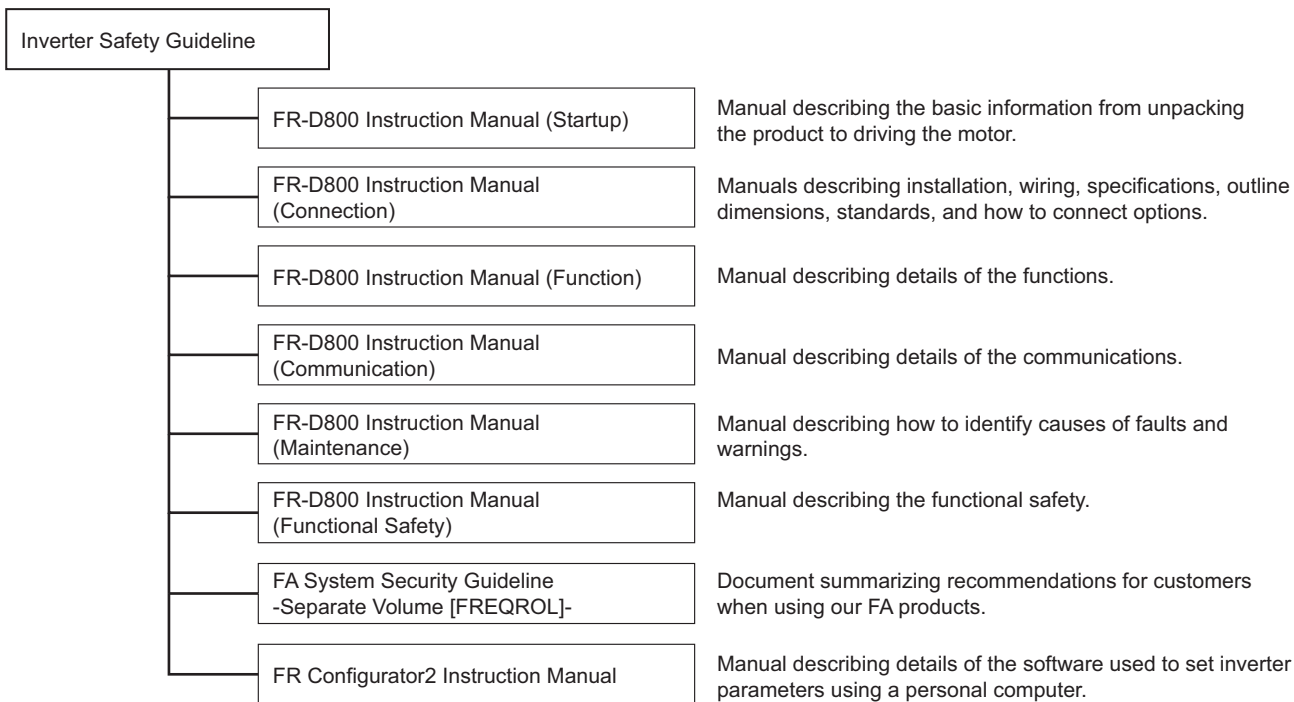 Inverter Safety Guideline
FR-D800 Instruction Manual (Startup)
Manual describing the basic information from unpacking
the product to driving the motor.
FR-D800 Instruction Manual
(Connection)
Manuals describing installation, wiring, specifications, outline
dimensions, standards, and how to connect options.
FR-D800 Instruction Manual (Function)
Manual describing details of the functions.
FR-D800 Instruction Manual
(Communication)
Manual describing details of the communications.
FR-D800 Instruction Manual
(Maintenance)
Manual describing how to identify causes of faults and
warnings.
FR-D800 Instruction Manual
(Functional Safety)
Manual describing the functional safety.
FA System Security Guideline
-Separate Volume [FREQROL]-
Document summarizing recommendations for customers
when using our FA products.
FR Configurator2 Instruction Manual
Manual describing details of the software used to set inverter
parameters using a personal computer.